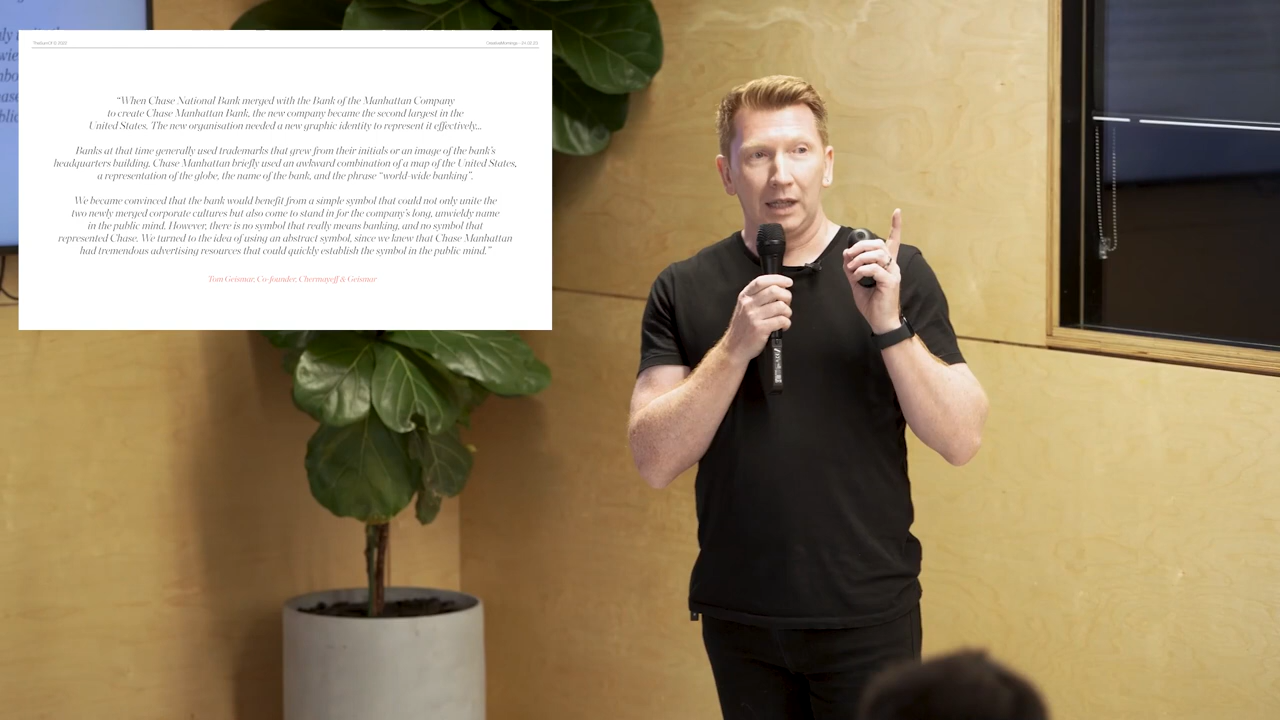 CreativeMornings - 01.02.23
“When Chase National Bank merged with the Bank of the Manhattan Company
to create Chase Manhattan Bank, the new company became the second largest in the
United States. The new organisation needed a new graphic identity to represent it effectively...
Banks at that time generally used trademarks that grew from their initials or an image of the bank’s
headquarters building. Chase Manhattan briefly used an awkward combination of a map of the United States,
a representation of the globe, the name of the bank, and the phrase “world wide banking”.
We became convinced that the bank would benefit from a simple symbol that could not only unite the
two newly merged corporate cultures but also come to stand in for the company’s long, unwieldy name
in the public mind. However, there is no symbol that really means banking and no symbol that
represented Chase. We turned to the idea of using an abstract symbol, since we knew that Chase Manhattan
had tremendous advertising resources that could quickly establish the symbol in the public mind.”
Tom Geismar, Co-founder, Chermayeff & Geismar